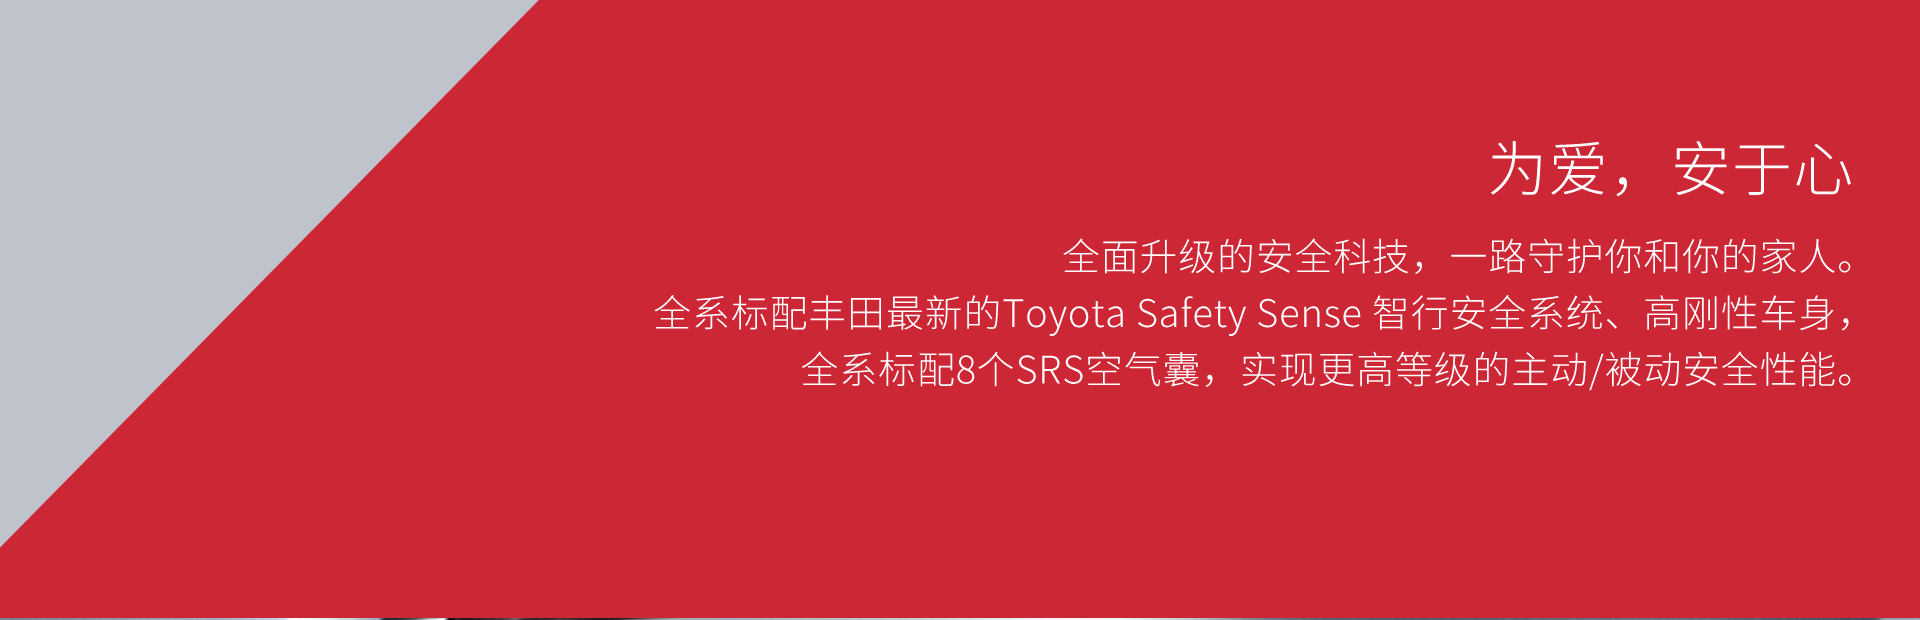 为爱，安于心
全面升级的安全科技，一路守护你和你的家人。
全系标配丰田最新的Toyota Safety Sense 智行安全系统、高刚性车身，
全系标配8个SRS空气囊，实现更高等级的主动/被动安全性能。